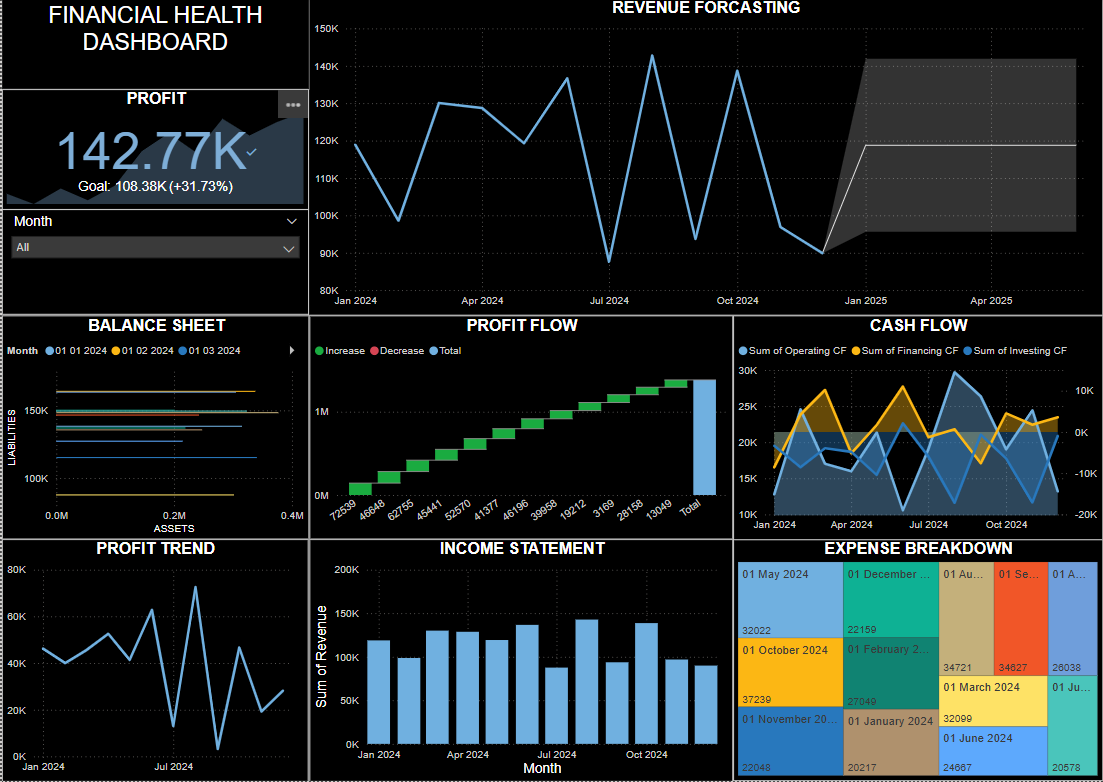 FINANCIAL HEALTH
DASHBOARD
PROFIT
142.77K
Goal: 108.38K (+31.73%)
Month
All
REVENUE FORCASTING
150K
140K
130K
120K
110K
100K
90K
80K
Jan 2024
Apr 2024
Jul 2024
Oct 2024
Jan 2025
Apr 2025
BALANCE SHEET
Month 01 01 2024 01 02 2024 01 03 2024
LIABILITIES
150K
100K
0.0M
0.2M
0.4M
ASSETS
PROFIT FLOW
Increase Decrease Total
1M
0M
72539
46648
62755
45441
52570
41377
46196
39958
19212
3169
28158
13049
Total
CASH FLOW
Sum of Operating CF Sum of Financing CF Sum of Investing CF
30K
25K
20K
15K
10K
10K
0K
-10K
-20K
Jan 2024
Apr 2024
Jul 2024
Oct 2024
PROFIT TREND
80K
60K
40K
20K
0K
Jan 2024
Jul 2024
INCOME STATEMENT
Sum of Revenue
200K
150K
100K
50K
0K
Jan 2024
Apr 2024
Jul 2024
Oct 2024
Month
EXPENSE BREAKDOWN
01 May 2024
32022
01 October 2024
37239
01 November 20...
22048
01 December ...
22159
01 February 2...
27049
01 January 2024
20217
01 Au...
34721
01 Se...
34627
01 A...
26038
01 March 2024
32099
01 June 2024
24667
01 Ju...
20578